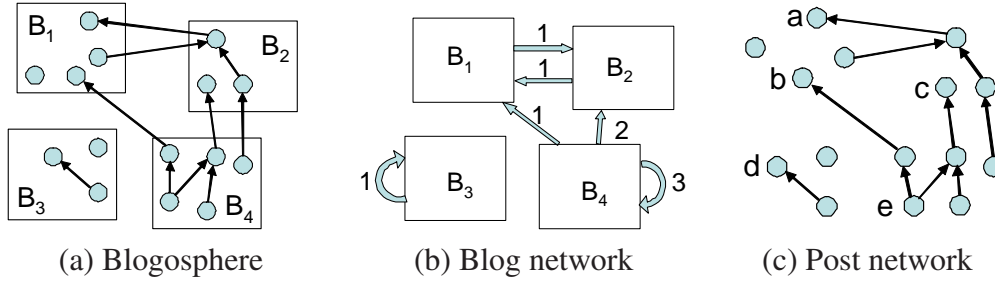 B1
B2
B3
B4
(a) Blogosphere
B1
1
1
B2
1
2
1
B3
B4
3
(b) Blog network
a
b
c
d
e
(c) Post network